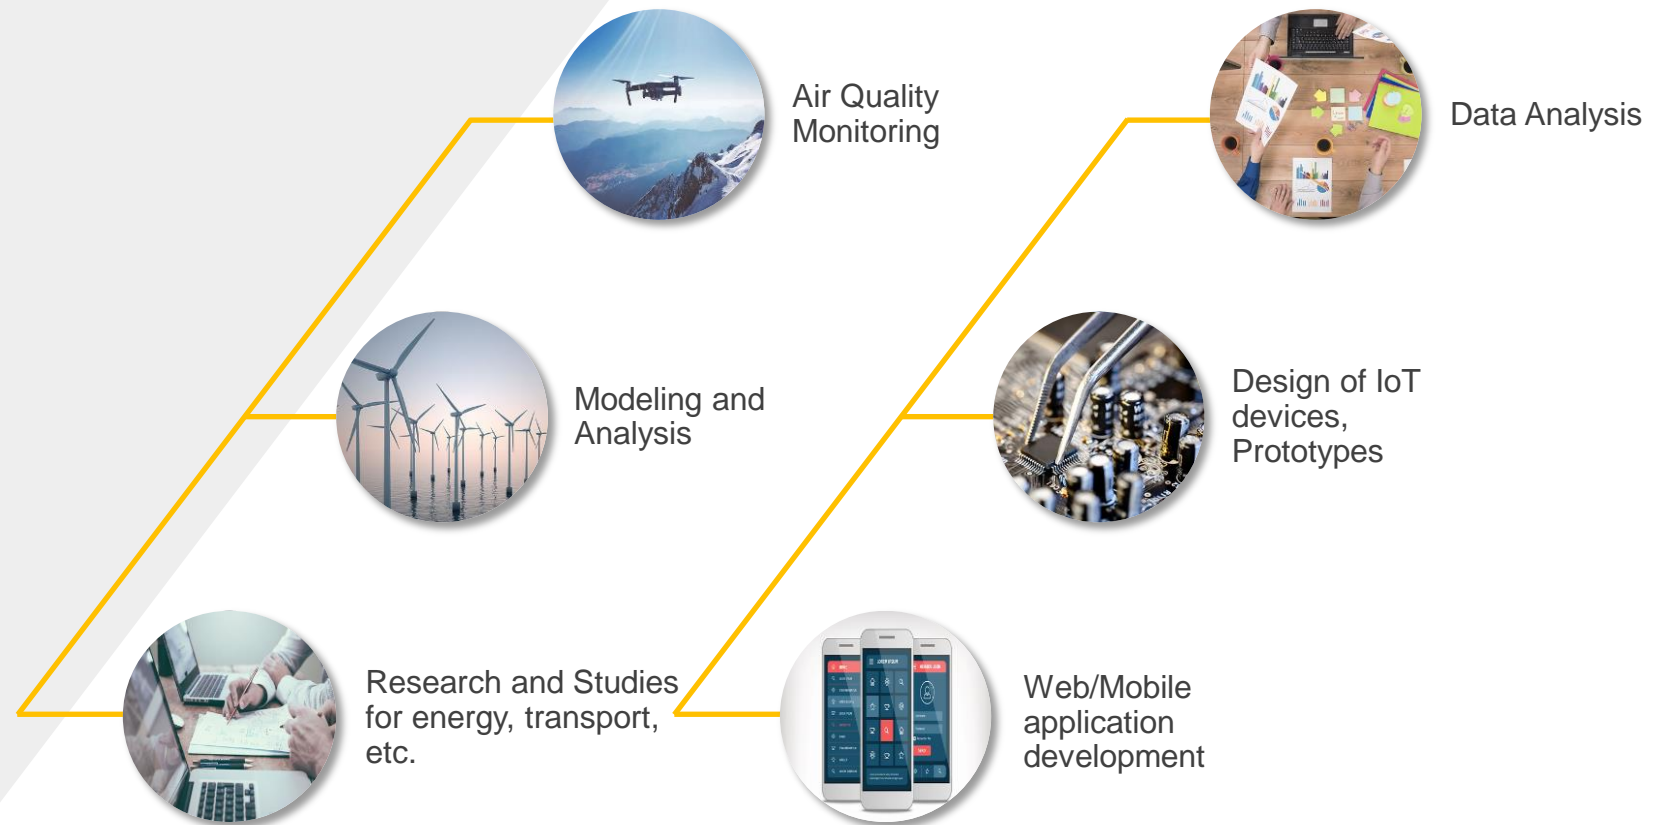 Air Quality
Monitoring
Data Analysis
Modeling and
Analysis
Design of IoT
devices,
Prototypes
Research and Studies
for energy, transport,
etc.
Web/Mobile
application
development